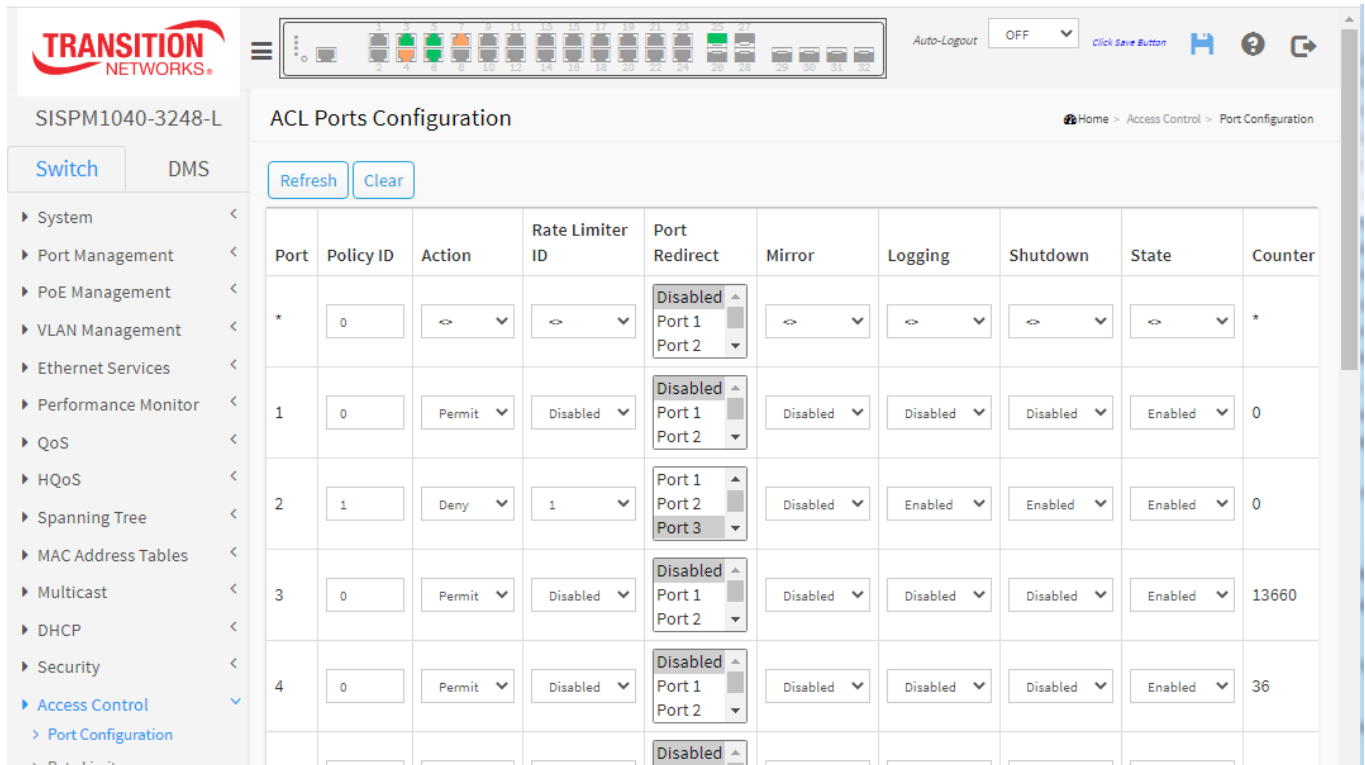 TRANSITION
NETWORKS®
1 3 5 7 9 11 13 15 17 19 21 23 25 27
2 4 6 8 10 12 14 16 18 20 22 24 26 28 29 30 31 32
Auto-Logout OFF Click Save Button
SISPM1040-3248-L
ACL Ports Configuration
Home > Access Control > Port Configuration
Switch DMS
Refresh Clear
System
Port Management
PoE Management
VLAN Management
Ethernet Services
Performance Monitor
QoS
HQoS
Spanning Tree
MAC Address Tables
Multicast
DHCP
Security
Access Control
> Port Configuration
Port Policy ID Action Rate Limiter ID Port Redirect Mirror Logging Shutdown State Counter
* 0 <> <> Disabled Port 1 Port 2 <> <> <> <> *
1 0 Permit Disabled Disabled Port 1 Port 2 Disabled Disabled Disabled Enabled 0
2 1 Deny 1 Port 1 Port 2 Port 3 Disabled Enabled Enabled Enabled 0
3 0 Permit Disabled Disabled Port 1 Port 2 Disabled Disabled Disabled Enabled 13660
4 0 Permit Disabled Disabled Port 1 Port 2 Disabled Disabled Disabled Enabled 36
Disabled